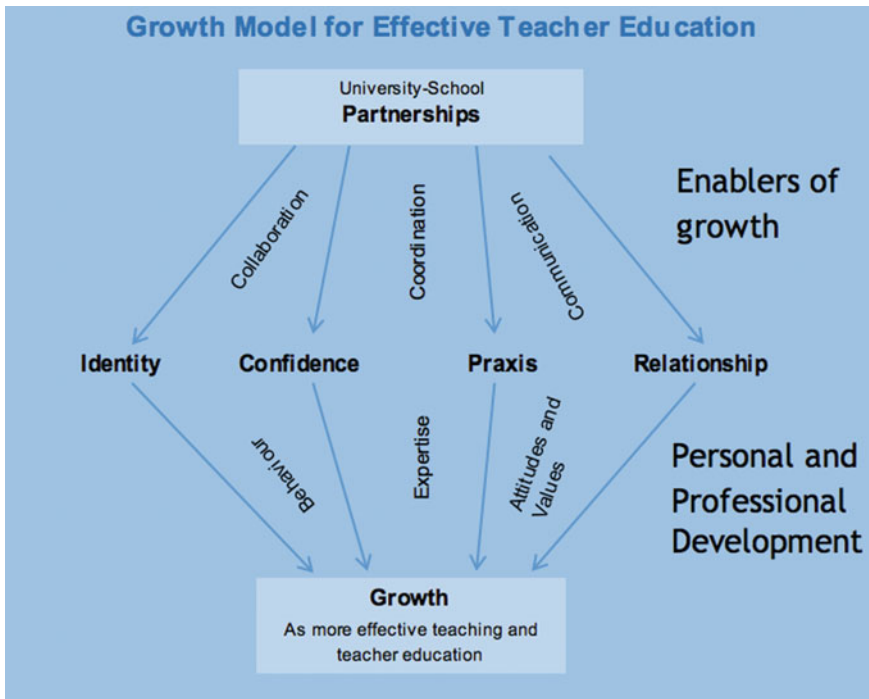 Growth Model for Effective Teacher Education
University-School
Partnerships
Enablers of
growth
Collaboration
Coordination
Communication
Identity
Confidence
Praxis
Relationship
Behaviour
Expertise
Attitudes and
Values
Personal and
Professional
Development
Growth
As more effective teaching and
teacher education